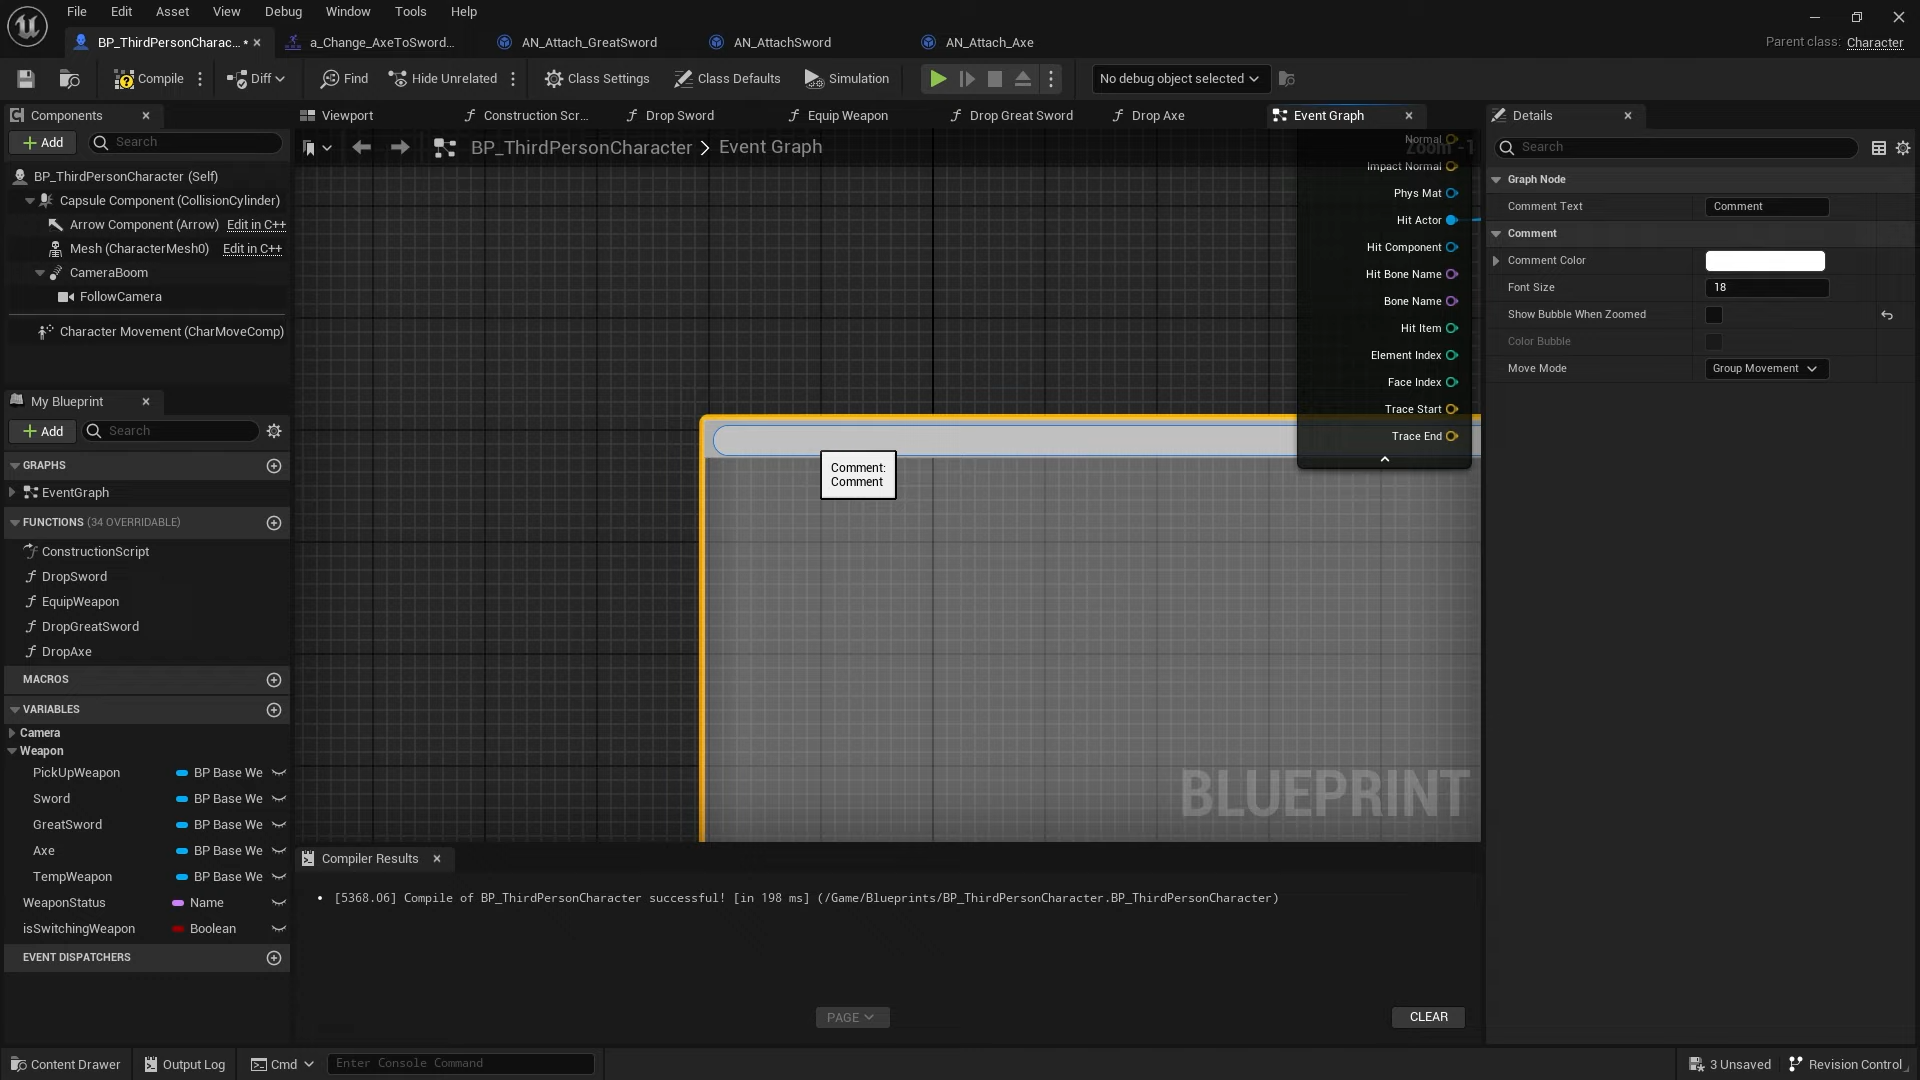 File Edit Asset View Debug Window Tools Help
BP_ThirdPersonCharac... • a_Change_AxeToSword... AN_Attach_GreatSword AN_AttachSword AN_Attach_Axe Parent class: Character
Compile Diff Find Hide Unrelated Class Settings Class Defaults Simulation No debug object selected
Components
Add Search
BP_ThirdPersonCharacter (Self)
Capsule Component (CollisionCylinder)
Arrow Component (Arrow) Edit in C++
Mesh (CharacterMesh0) Edit in C++
CameraBoom
FollowCamera
Character Movement (CharMoveComp)
My Blueprint
Add Search
GRAPHS
EventGraph
FUNCTIONS (34 OVERRIDABLE)
ConstructionScript
DropSword
EquipWeapon
DropGreatSword
DropAxe
MACROS
VARIABLES
Camera
Weapon
PickUpWeapon BP Base We
Sword BP Base We
GreatSword BP Base We
Axe BP Base We
TempWeapon BP Base We
WeaponStatus Name
isSwitchingWeapon Boolean
EVENT DISPATCHERS
Viewport Construction Scr... Drop Sword Equip Weapon Drop Great Sword Drop Axe Event Graph
BP_ThirdPersonCharacter > Event Graph
Zoom -1
Normal
Impact Normal
Phys Mat
Hit Actor
Hit Component
Hit Bone Name
Bone Name
Hit Item
Element Index
Face Index
Trace Start
Trace End
Comment:
Comment
BLUEPRINT
Compiler Results
• [5368.06] Compile of BP_ThirdPersonCharacter successful! [in 198 ms] (/Game/Blueprints/BP_ThirdPersonCharacter.BP_ThirdPersonCharacter)
PAGE CLEAR
Details
Search
Graph Node
Comment Text Comment
Comment
Comment Color
Font Size 18
Show Bubble When Zoomed
Color Bubble
Move Mode Group Movement
Content Drawer Output Log Cmd Enter Console Command 3 Unsaved Revision Control